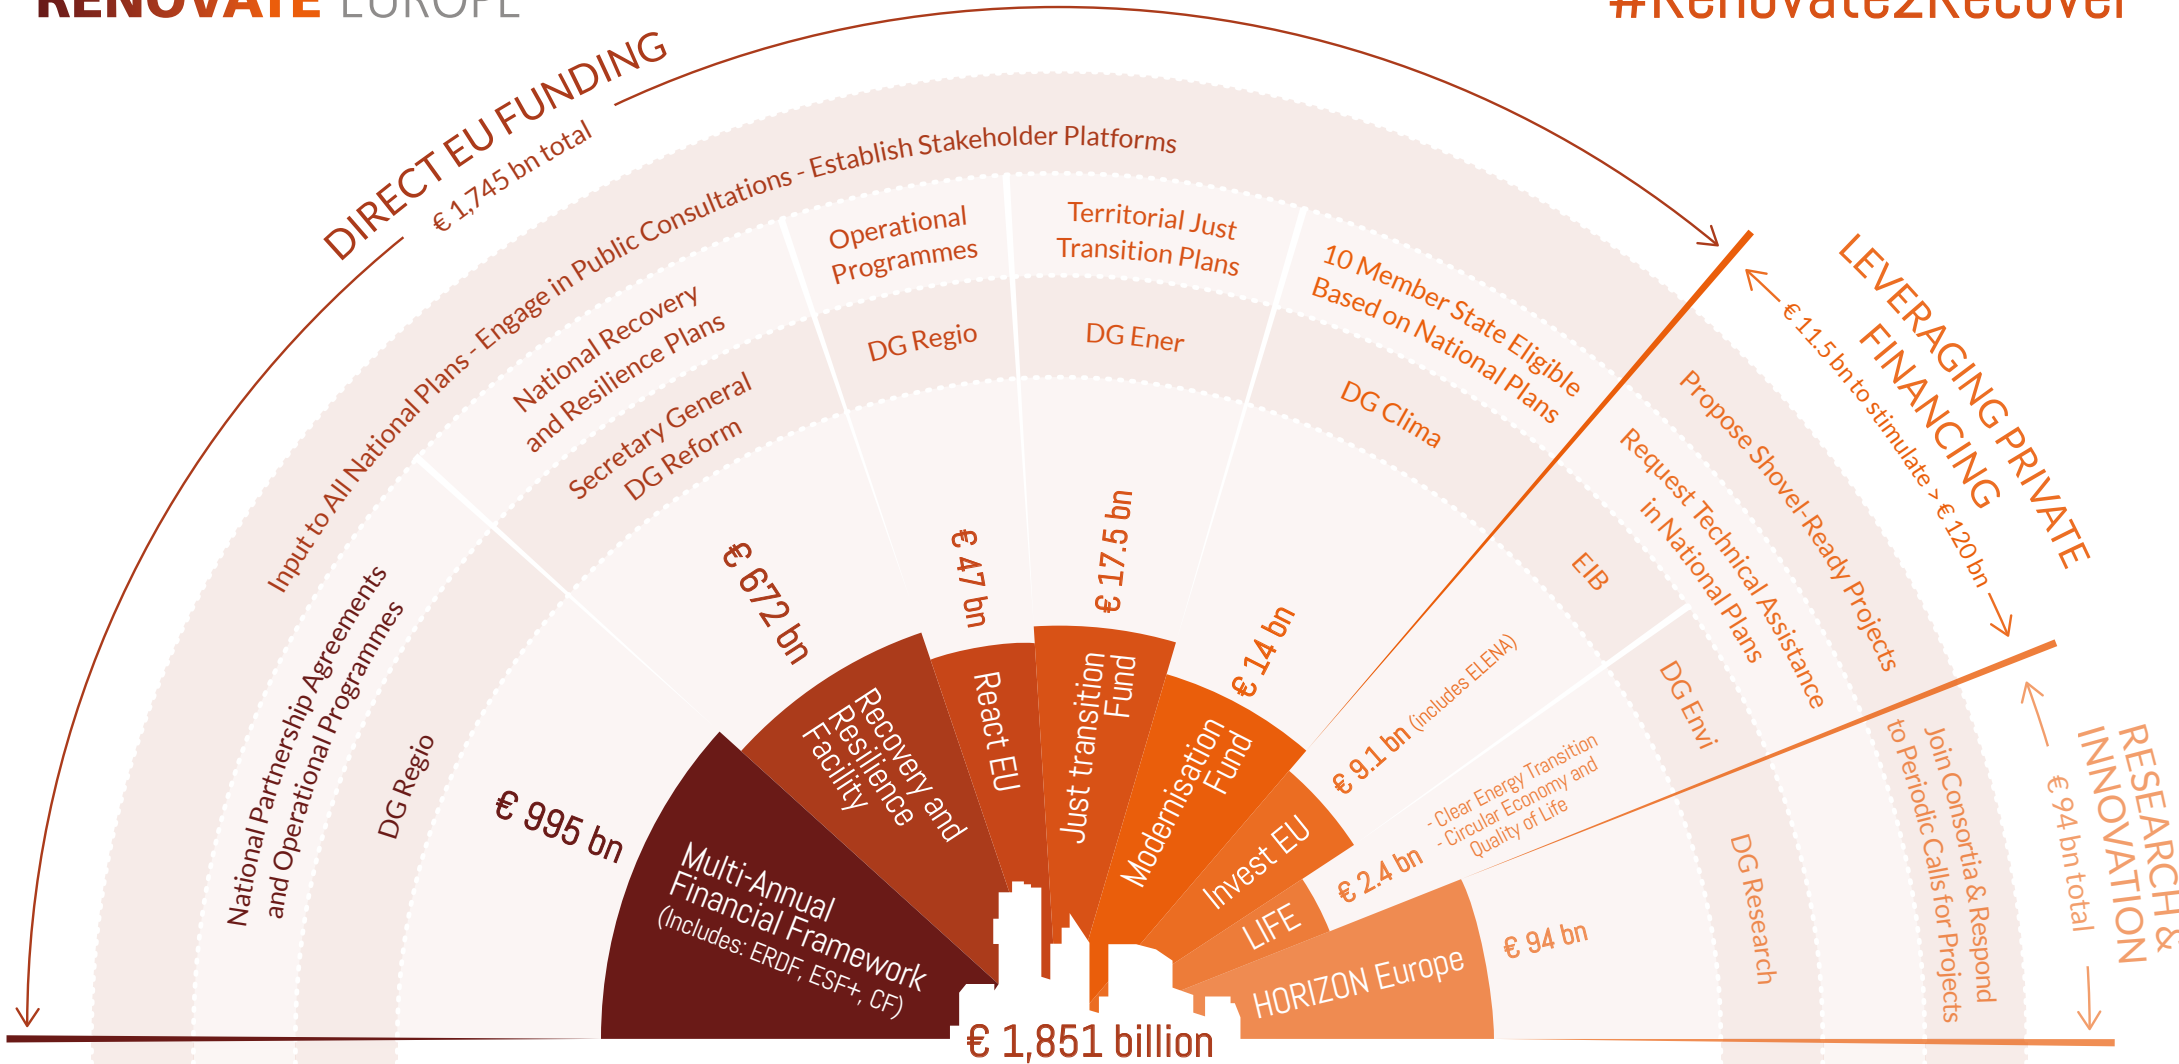 RENOVATE EUROPE
#Renovate2Recover
DIRECT EU FUNDING
€ 1,745 bn total
Input to All National Plans - Engage in Public Consultations - Establish Stakeholder Platforms
National Partnership Agreements
and Operational Programmes
DG Regio
€ 995 bn
Multi-Annual
Financial Framework
(Includes: ERDF, ESF+, CF)
National Recovery
and Resilience Plans
Secretary General
DG Reform
€ 672 bn
Recovery and
Resilience
Facility
Operational
Programmes
DG Regio
€ 47 bn
React EU
Territorial Just
Transition Plans
DG Ener
€ 17.5 bn
Just transition
Fund
10 Member State Eligible
Based on National Plans
DG Clima
€ 14 bn
Modernisation
Fund
LEVERAGING PRIVATE
FINANCING
€ 11.5 bn to stimulate > € 120 bn
Propose Shovel-Ready Projects
Request Technical Assistance
in National Plans
EIB
€ 9.1 bn (includes ELENA)
Invest EU
DG Envi
- Clear Energy Transition
- Circular Economy and
Quality of Life
€ 2.4 bn
LIFE
RESEARCH &
INNOVATION
€ 94 bn total
Join Consortia & Respond
to Periodic Calls for Projects
DG Research
€ 94 bn
HORIZON Europe
€ 1,851 billion